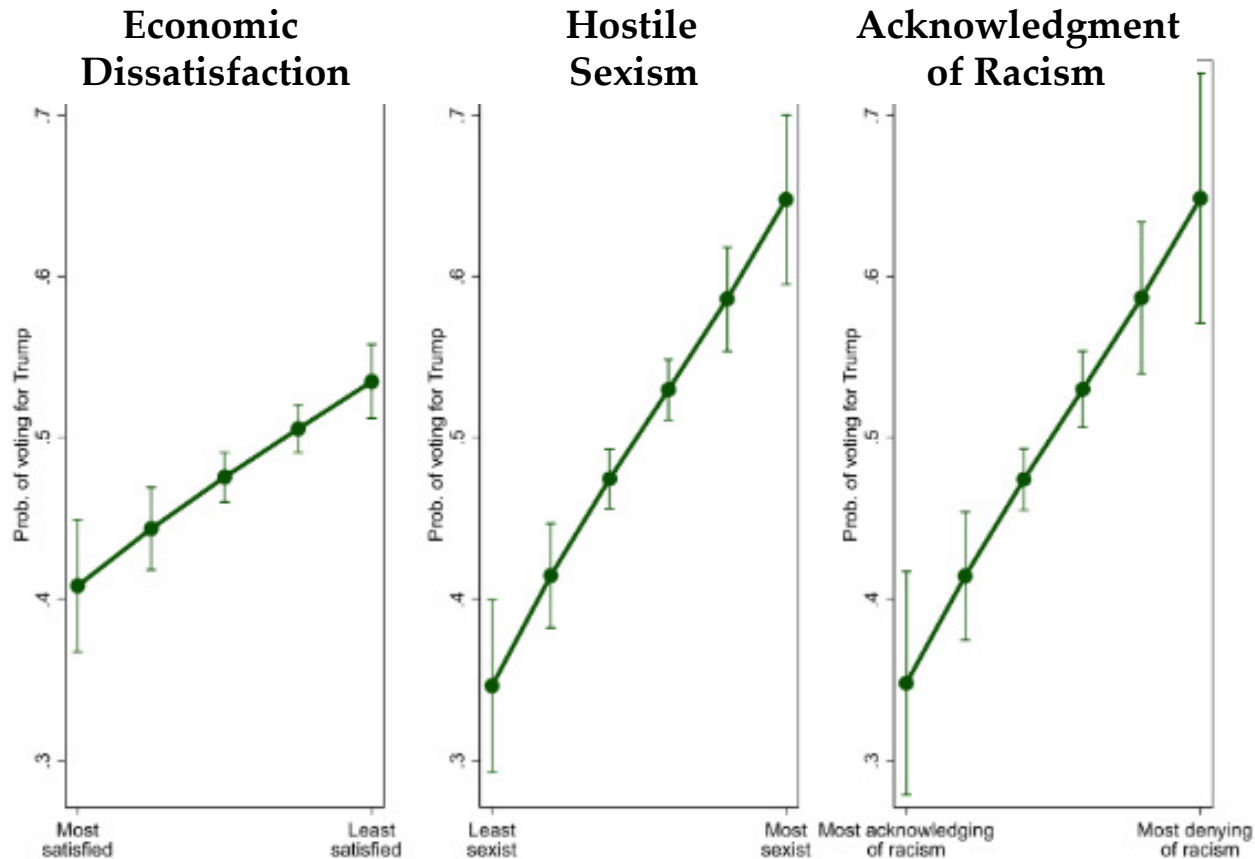 Economic
Dissatisfaction
Hostile
Sexism
Acknowledgment
of Racism
Prob. of voting for Trump
.7
.6
.5
.4
.3
Most
satisfied
Least
satisfied
Prob. of voting for Trump
.7
.6
.5
.4
.3
Least
sexist
Most
sexist
Prob. of voting for Trump
.7
.6
.5
.4
.3
Most acknowledging
of racism
Most denying
of racism